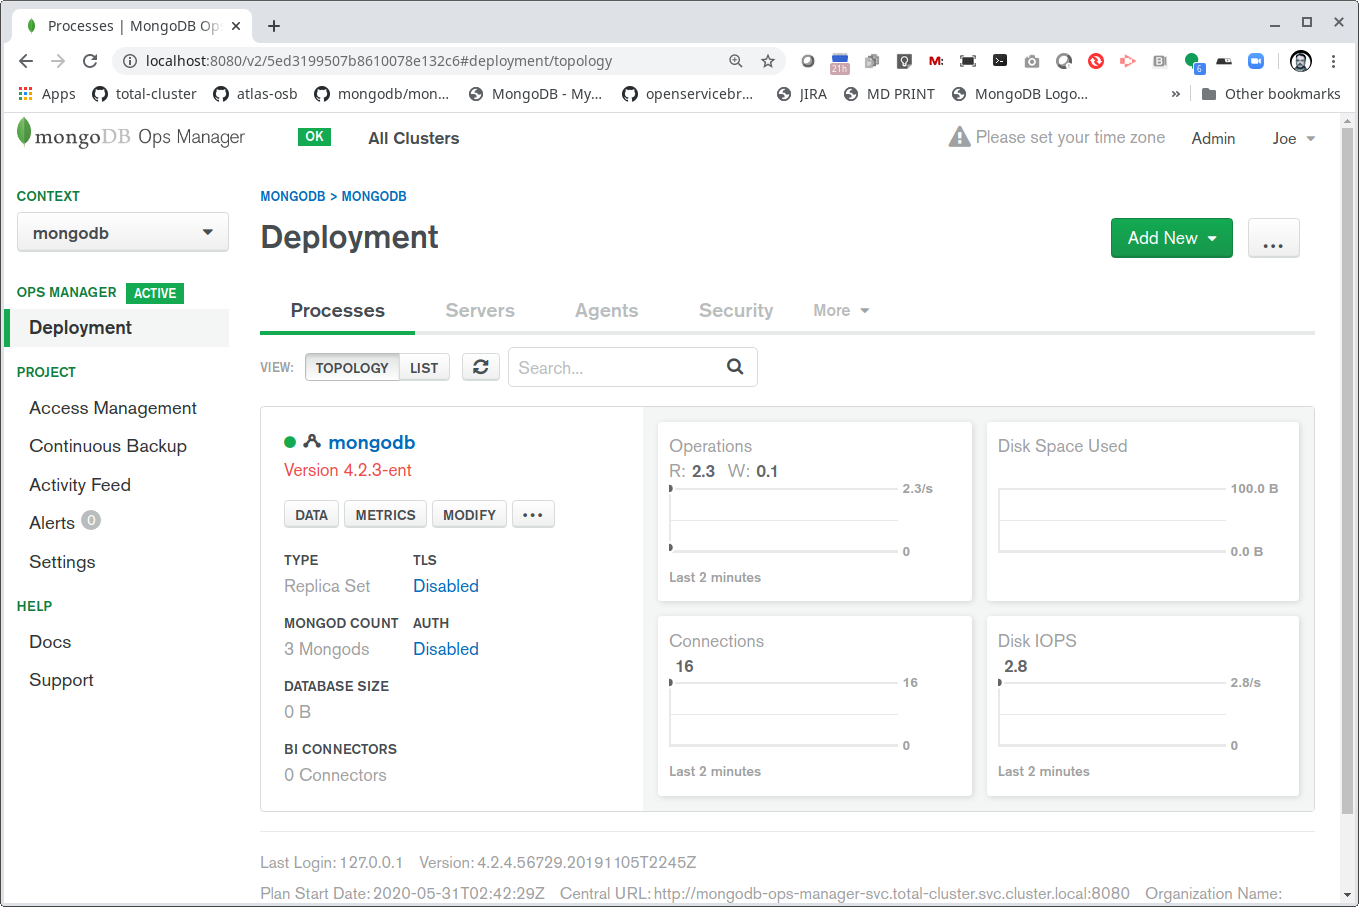 Processes | MongoDB Op
localhost:8080/v2/5ed3199507b8610078e132c6#deployment/topology
21h
M:
B
6
Apps
total-cluster
atlas-osb
mongodb/mon...
MongoDB - My...
openservicebr...
JIRA
MD PRINT
MongoDB Logo...
»
Other bookmarks
mongoDB Ops Manager
OK
All Clusters
Please set your time zone
Admin
Joe
CONTEXT
mongodb
OPS MANAGER ACTIVE
Deployment
PROJECT
Access Management
Continuous Backup
Activity Feed
Alerts 0
Settings
HELP
Docs
Support
MONGODB > MONGODB
Deployment
Add New
...
Processes
Servers
Agents
Security
More
VIEW:
TOPOLOGY
LIST
Search...
mongodb
Version 4.2.3-ent
DATA
METRICS
MODIFY
...
TYPE
Replica Set
TLS
Disabled
MONGOD COUNT
3 Mongods
AUTH
Disabled
DATABASE SIZE
0 B
BI CONNECTORS
0 Connectors
Operations
R: 2.3 W: 0.1
2.3/s
0
Last 2 minutes
Disk Space Used
100.0 B
0.0 B
Connections
16
16
0
Last 2 minutes
Disk IOPS
2.8
2.8/s
0
Last 2 minutes
Last Login: 127.0.0.1 Version: 4.2.4.56729.20191105T2245Z
Plan Start Date: 2020-05-31T02:42:29Z Central URL: http://mongodb-ops-manager-svc.total-cluster.svc.cluster.local:8080 Organization Name: